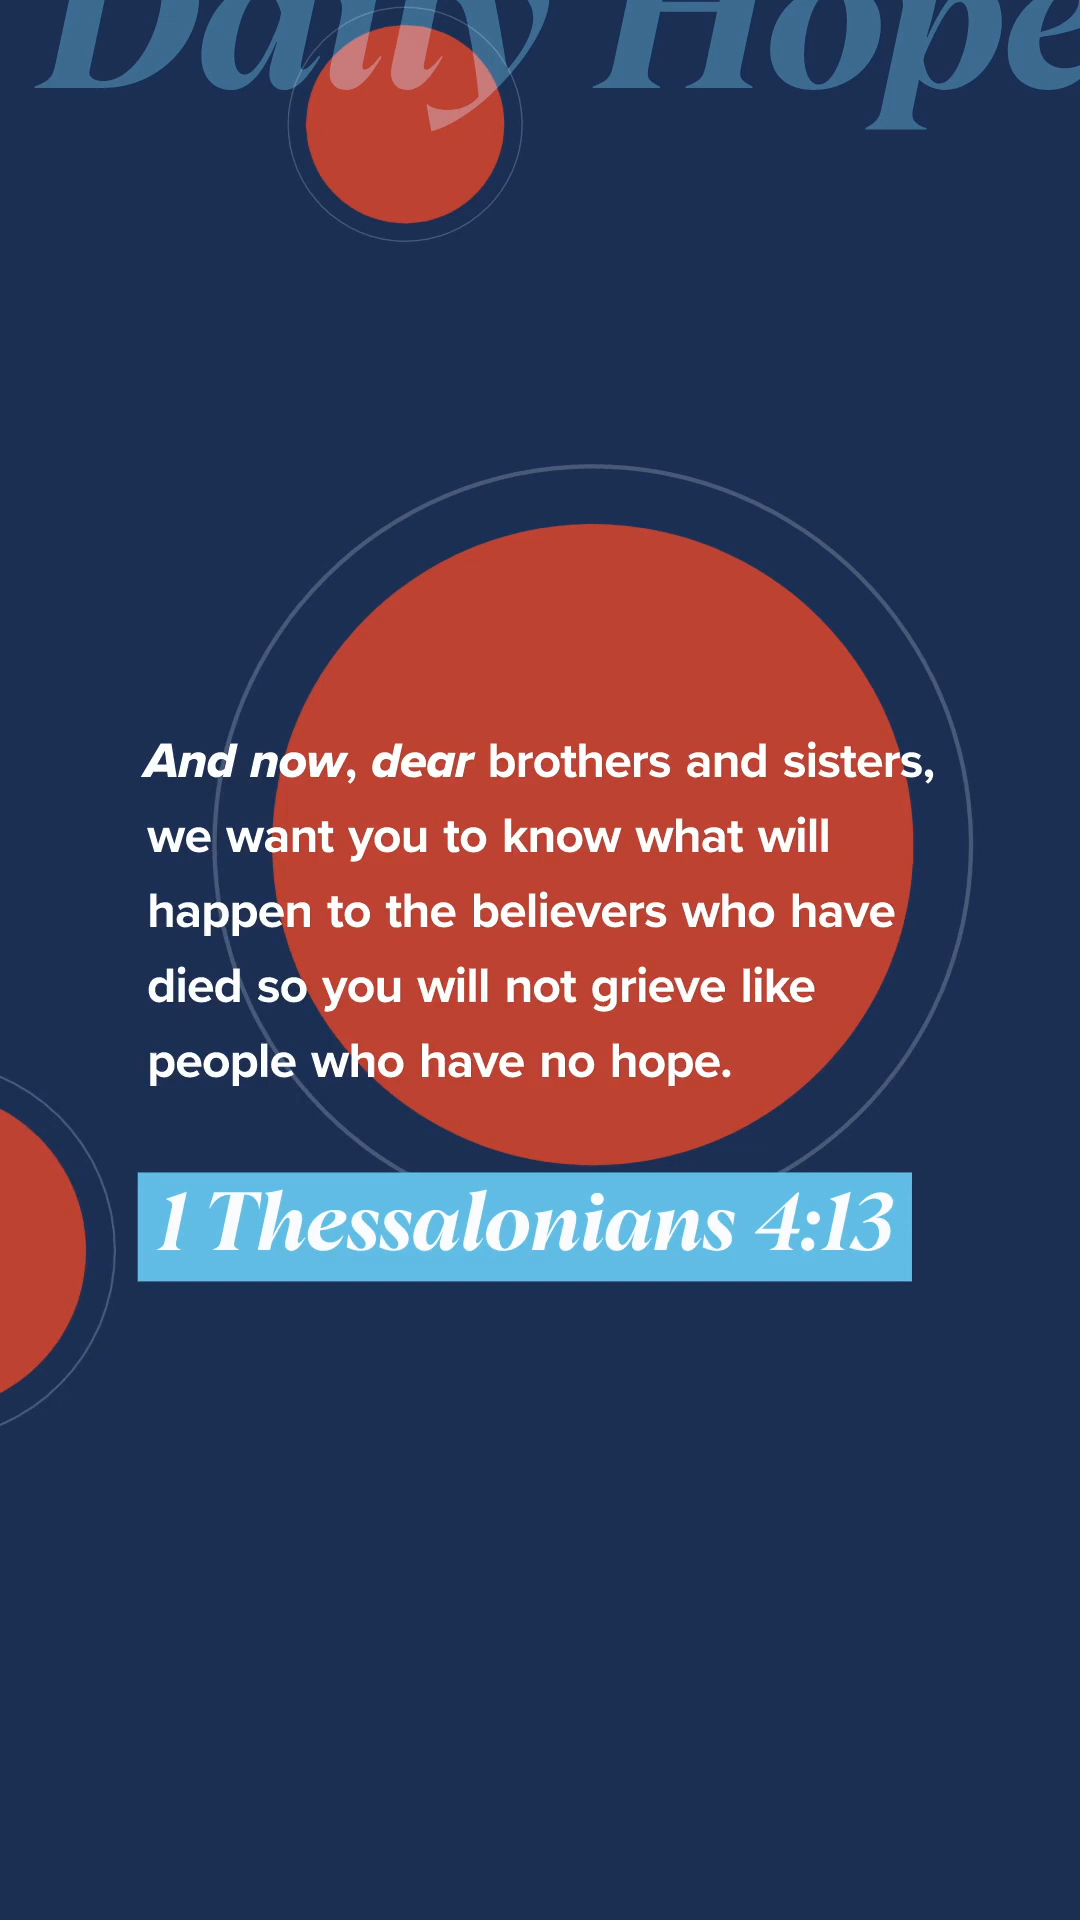 Daily Hope
And now, dear brothers and sisters,
we want you to know what will
happen to the believers who have
died so you will not grieve like
people who have no hope.
1 Thessalonians 4:13